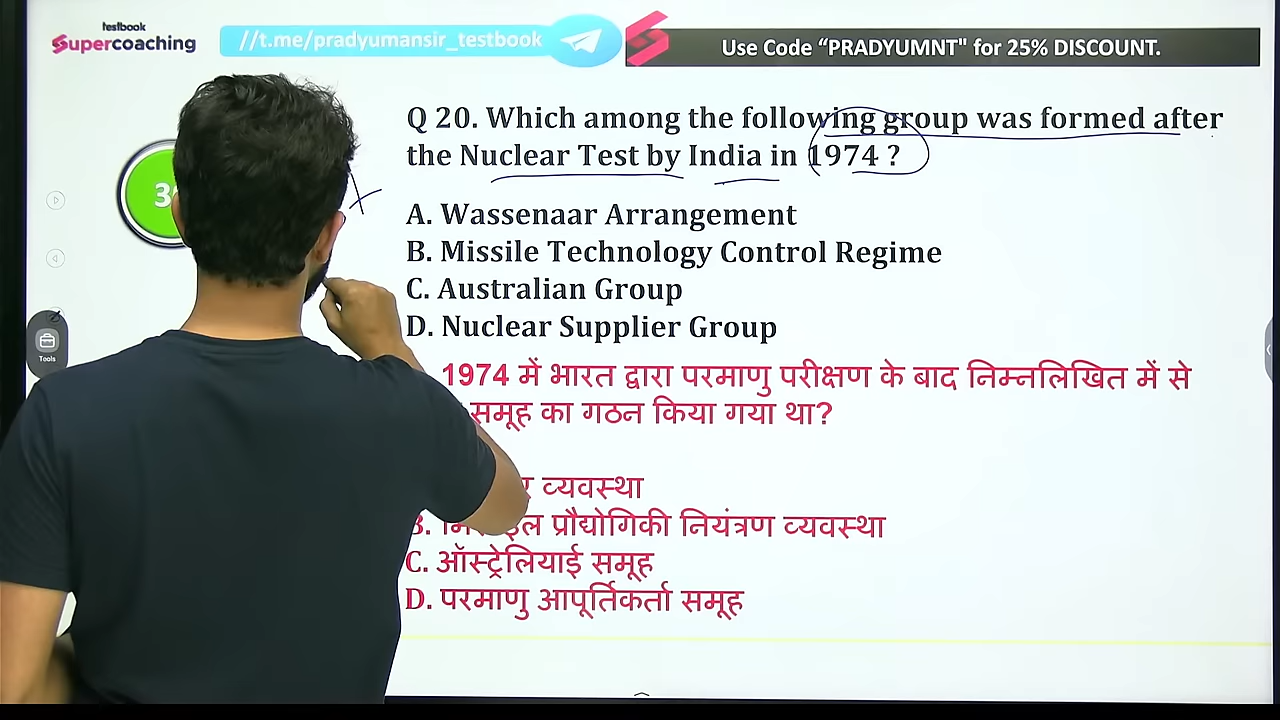 testbook
Supercoaching
//t.me/pradyumansir_testbook
Use Code “PRADYUMNT" for 25% DISCOUNT.
Q 20. Which among the following group was formed after
the Nuclear Test by India in 1974 ?
A. Wassenaar Arrangement
B. Missile Technology Control Regime
C. Australian Group
D. Nuclear Supplier Group
1974 में भारत द्वारा परमाणु परीक्षण के बाद निम्नलिखित में से
समूह का गठन किया गया था?
व्यवस्था
B. प्रौद्योगिकी नियंत्रण व्यवस्था
C. ऑस्ट्रेलियाई समूह
D. परमाणु आपूर्तिकर्ता समूह
Tools